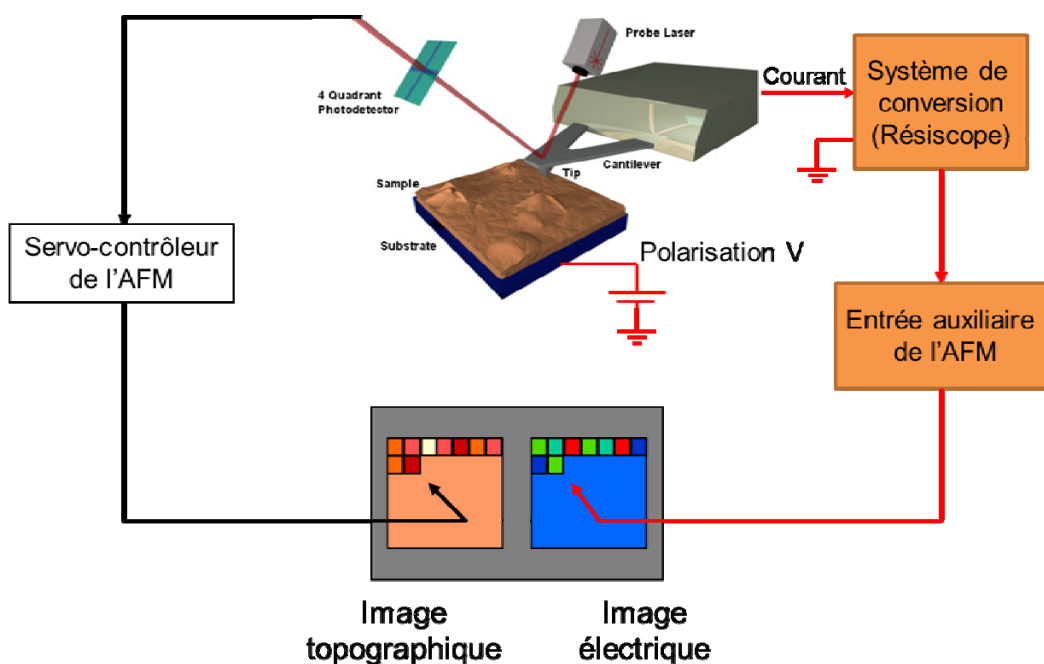 Probe Laser
4 Quadrant
Photodetector
Courant
Système de
conversion
(Résiscope)
Cantilever
Tip
Sample
Substrate
Servo-contrôleur
de l'AFM
Polarisation V
Entrée auxiliaire
de l'AFM
Image
topographique
Image
électrique